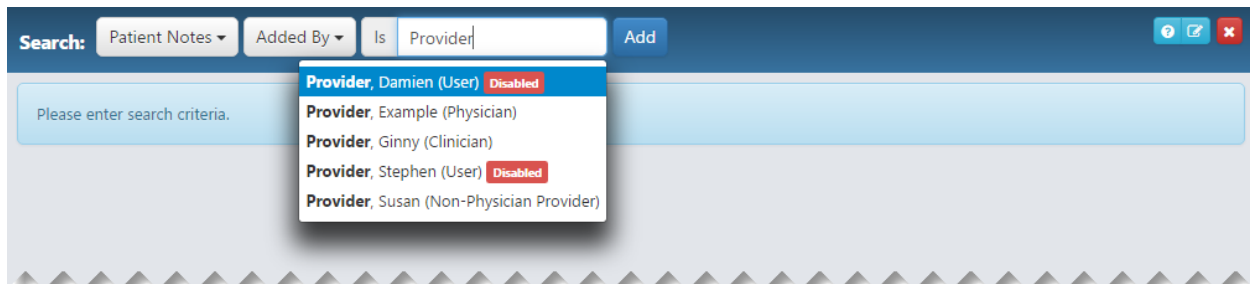 Search: Patient Notes Added By Is Provider Add
Provider, Damien (User) Disabled
Please enter search criteria.
Provider, Example (Physician)
Provider, Ginny (Clinician)
Provider, Stephen (User) Disabled
Provider, Susan (Non-Physician Provider)